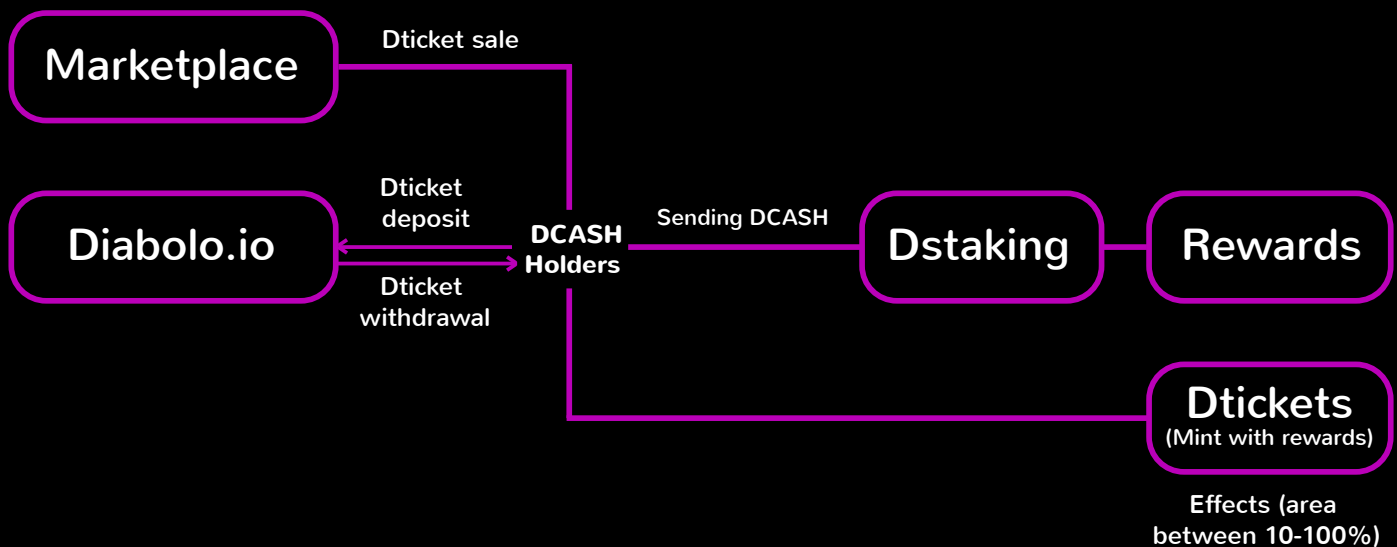 Marketplace
Dticket sale
Diabolo.io
Dticket
deposit
Dticket
withdrawal
DCASH
Holders
Sending DCASH
Dstaking
Rewards
Dtickets
(Mint with rewards)
Effects (area
between 10-100%)